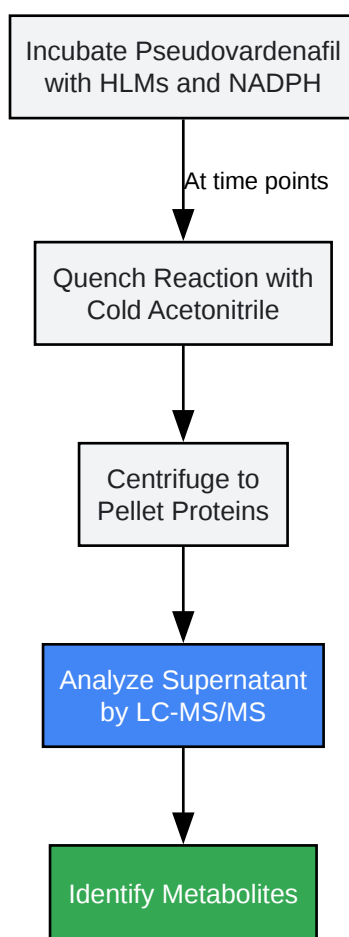 Incubate Pseudovardenafil
with HLMs and NADPH
At time points
Quench Reaction with
Cold Acetonitrile
Centrifuge to
Pellet Proteins
Analyze Supernatant
by LC-MS/MS
Identify Metabolites